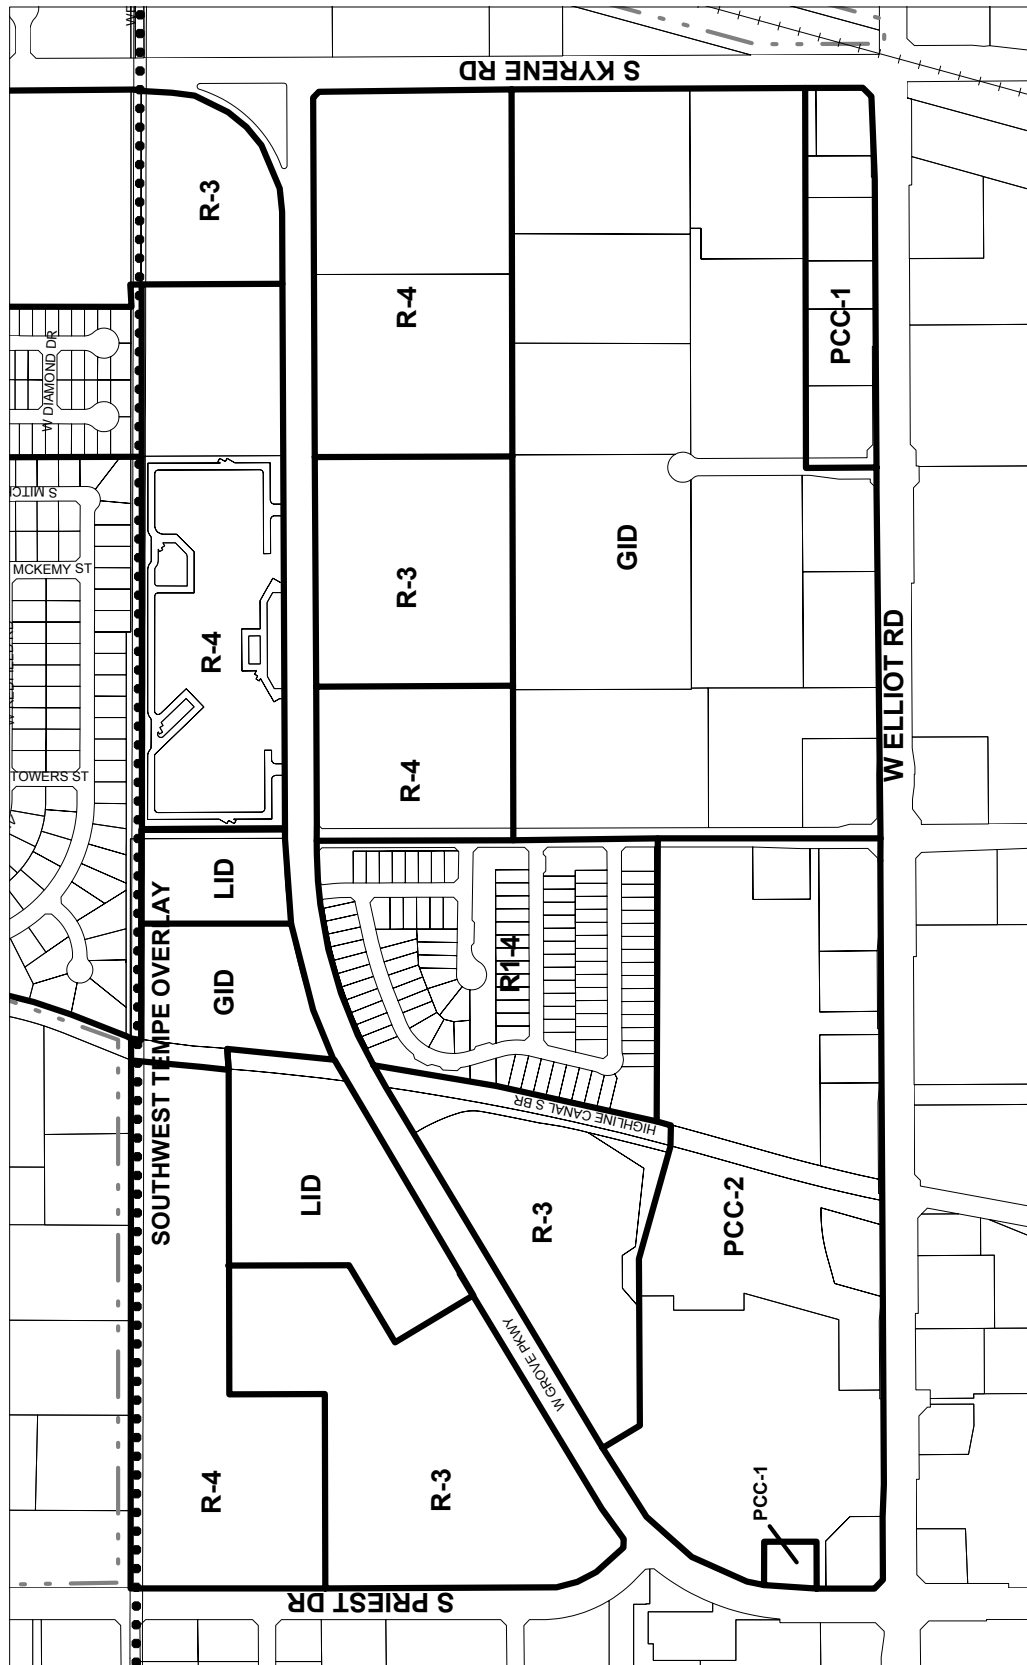 S KYRENE RD
R-3
W DIAMOND DR
R-4
PCC-1
S MITC
MCKEMY ST
R-4
R-3
GID
TOWERS ST
R-4
W ELLIOT RD
LID
SOUTHWEST TEMPE OVERLAY
GID
R1-4
HIGHLINE CANAL S BR
LID
R-3
PCC-2
W GROVE PKWY
R-4
R-3
PCC-1
S PRIEST DR